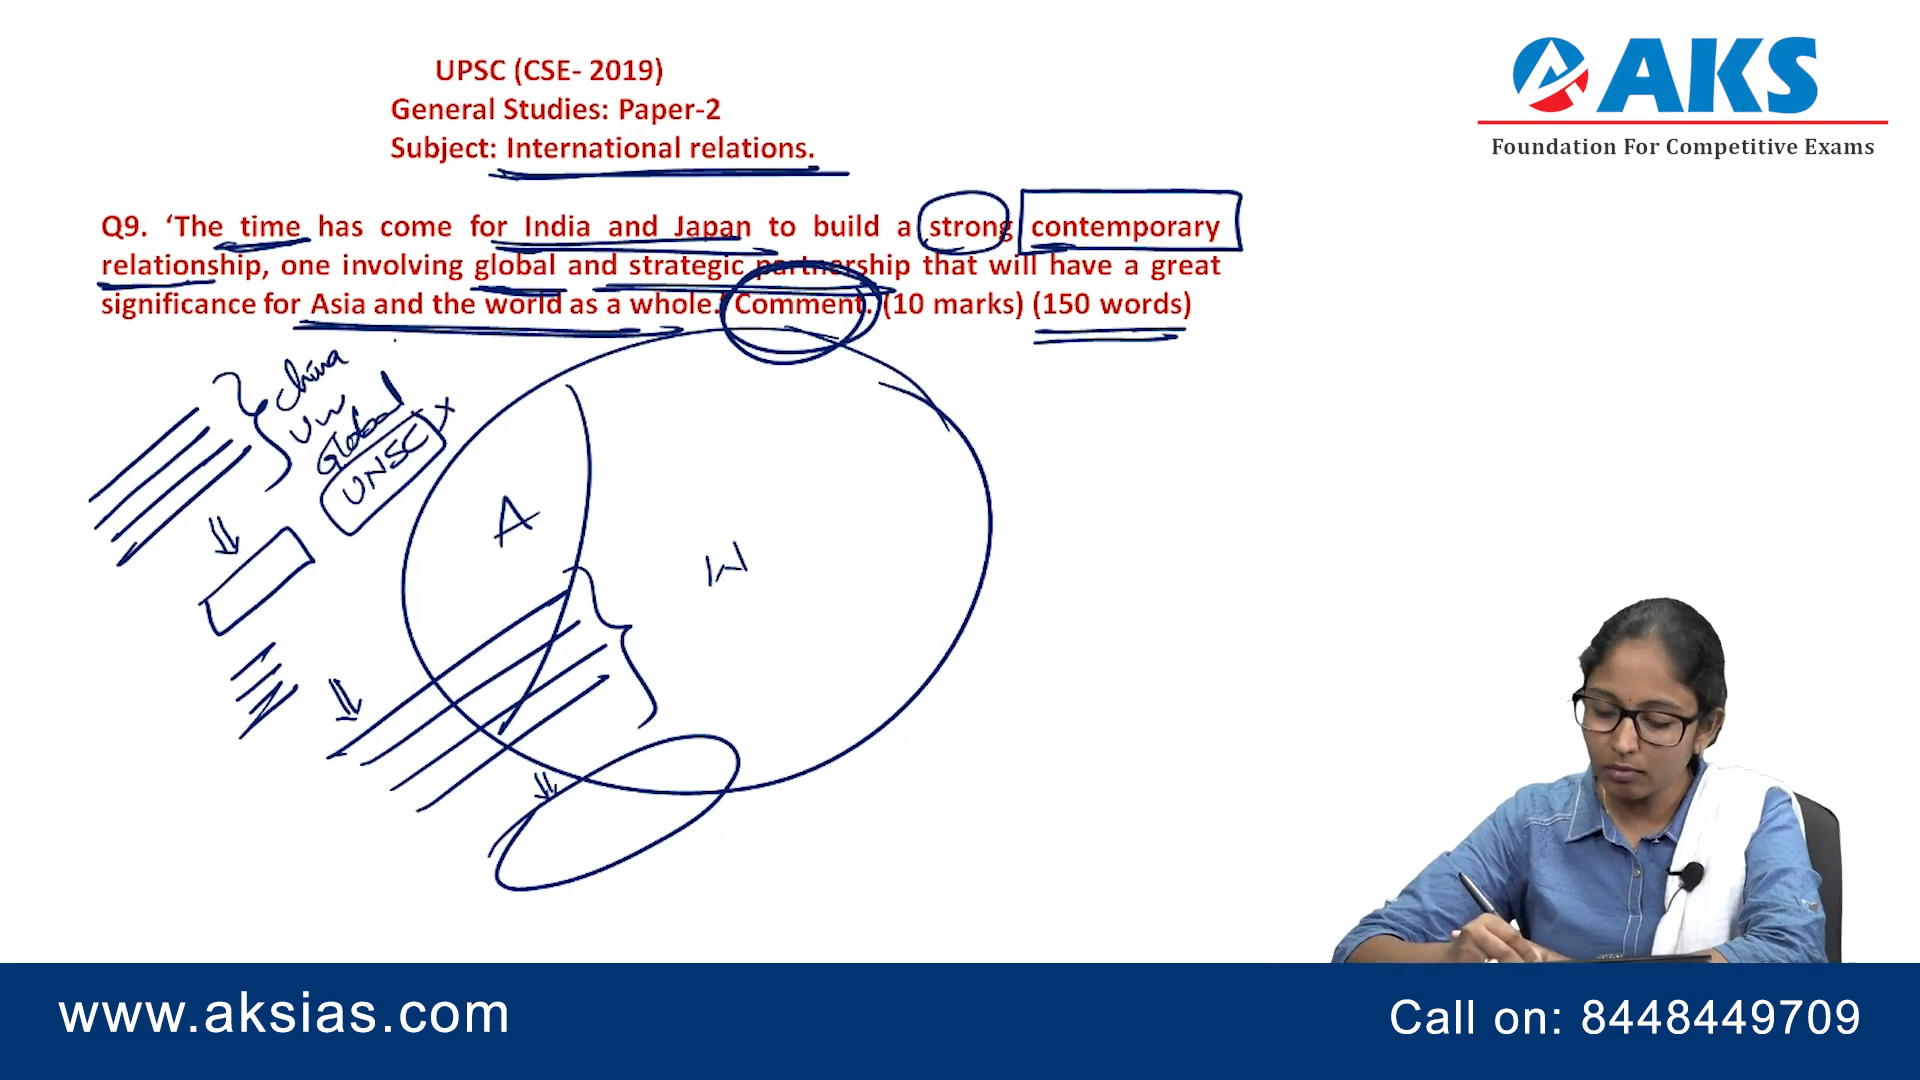 UPSC (CSE- 2019)
General Studies: Paper-2
Subject: International relations.
AKS
Foundation For Competitive Exams
Q9. ‘The time has come for India and Japan to build a strong contemporary
relationship, one involving global and strategic partnership that will have a great
significance for Asia and the world as a whole.’ Comment. (10 marks) (150 words)
China
UN
Global
UNSC
A
W
www.aksias.com
Call on: 8448449709